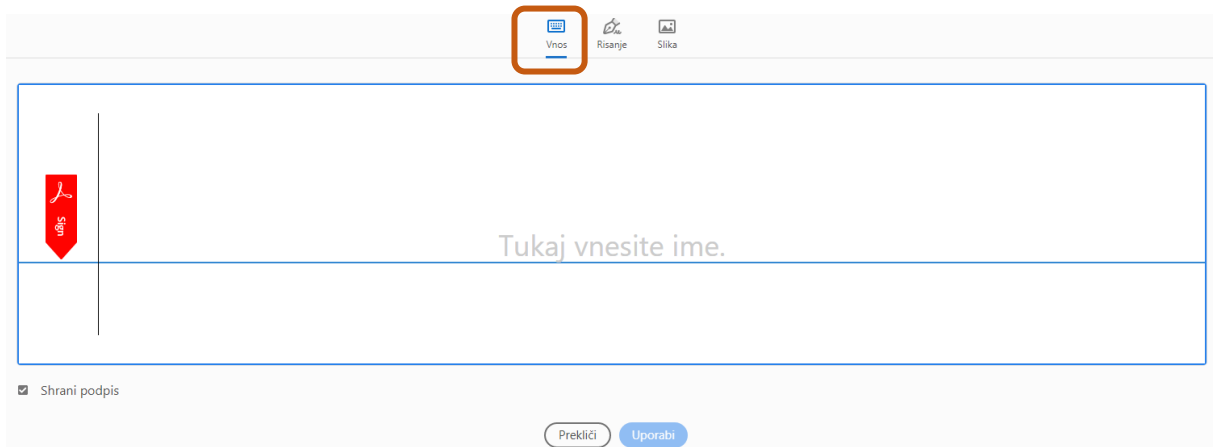 Vnos Risanje Slika
Sign
Tukaj vnesite ime.
Shrani podpis
Prekliči Uporabi